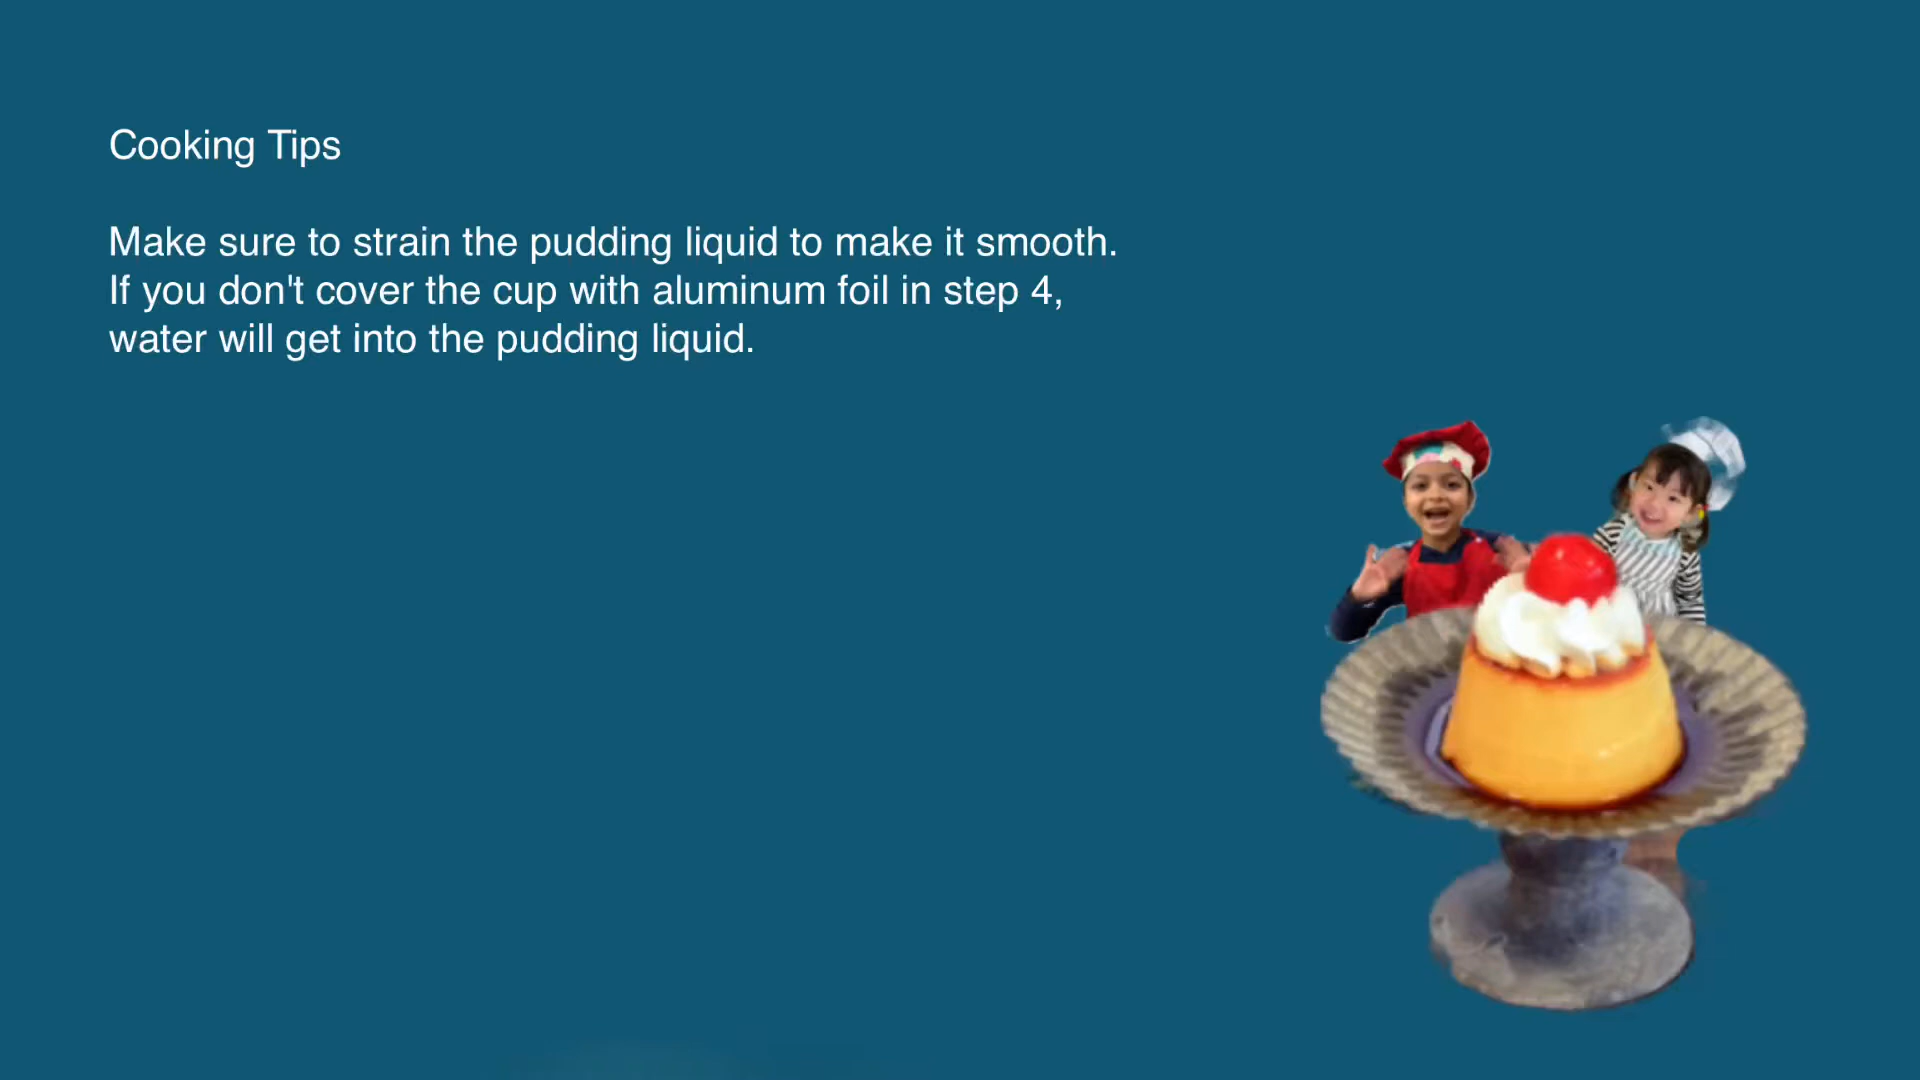 Cooking Tips
Make sure to strain the pudding liquid to make it smooth.
If you don't cover the cup with aluminum foil in step 4,
water will get into the pudding liquid.